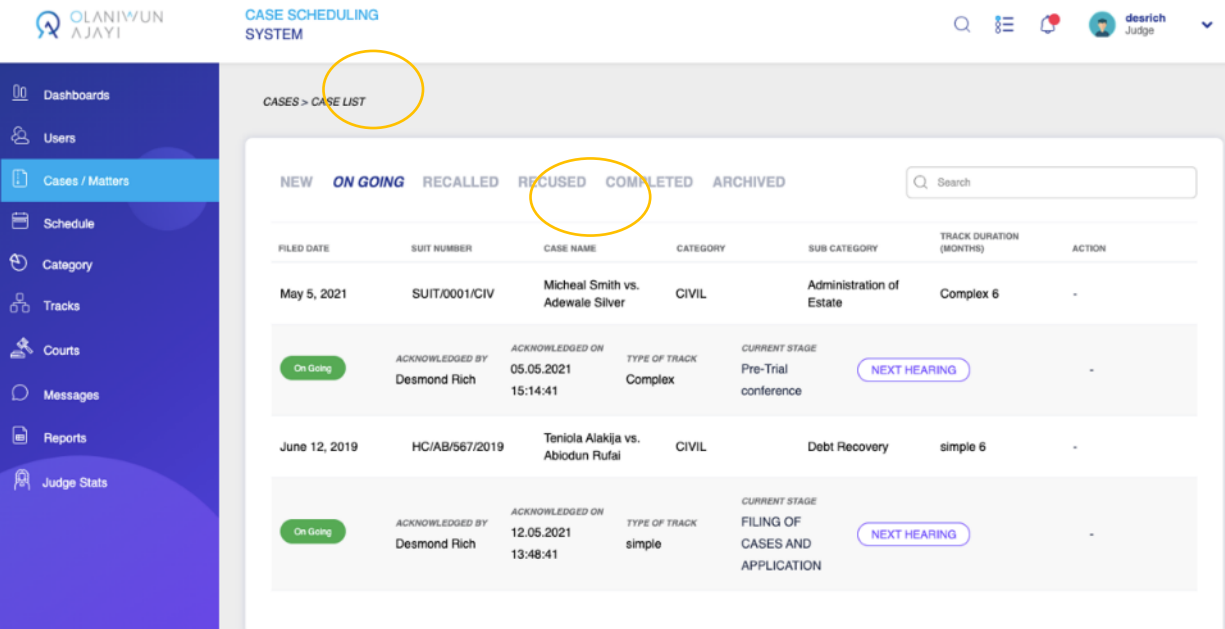 OLANIWUN
AJAYI
CASE SCHEDULING
SYSTEM
desrich
Judge
Dashboards
Users
Cases / Matters
Schedule
Category
Tracks
Courts
Messages
Reports
Judge Stats
CASES > CASE LIST
NEW ON GOING RECALLED RECUSED COMPLETED ARCHIVED
Search
FILED DATE SUIT NUMBER CASE NAME CATEGORY SUB CATEGORY TRACK DURATION
(MONTHS) ACTION
May 5, 2021 SUIT/0001/CIV Micheal Smith vs.
Adewale Silver CIVIL Administration of
Estate Complex 6 -
On Going
ACKNOWLEDGED BY
Desmond Rich
ACKNOWLEDGED ON
05.05.2021
15:14:41
TYPE OF TRACK
Complex
CURRENT STAGE
Pre-Trial
conference
NEXT HEARING
-
June 12, 2019 HC/AB/567/2019 Teniola Alakija vs.
Abiodun Rufai CIVIL Debt Recovery simple 6 -
On Going
ACKNOWLEDGED BY
Desmond Rich
ACKNOWLEDGED ON
12.05.2021
13:48:41
TYPE OF TRACK
simple
CURRENT STAGE
FILING OF
CASES AND
APPLICATION
NEXT HEARING
-